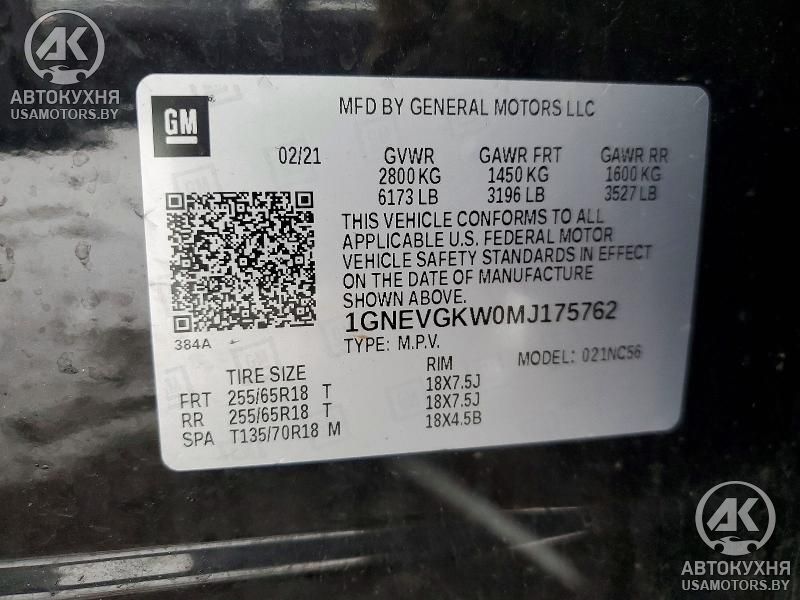 AK
АВТОКУХНЯ
USAMOTORS.BY
GM
MFD BY GENERAL MOTORS LLC
02/21 GVWR GAWR FRT GAWR RR
2800 KG 1450 KG 1600 KG
6173 LB 3196 LB 3527 LB
THIS VEHICLE CONFORMS TO ALL
APPLICABLE U.S. FEDERAL MOTOR
VEHICLE SAFETY STANDARDS IN EFFECT
ON THE DATE OF MANUFACTURE
SHOWN ABOVE.
1GNEVGKW0MJ175762
384A
TYPE: M.P.V. MODEL: 021NC56
TIRE SIZE RIM
FRT 255/65R18 T 18X7.5J
RR 255/65R18 T 18X7.5J
SPA T135/70R18 M 18X4.5B
AK
АВТОКУХНЯ
USAMOTORS.BY